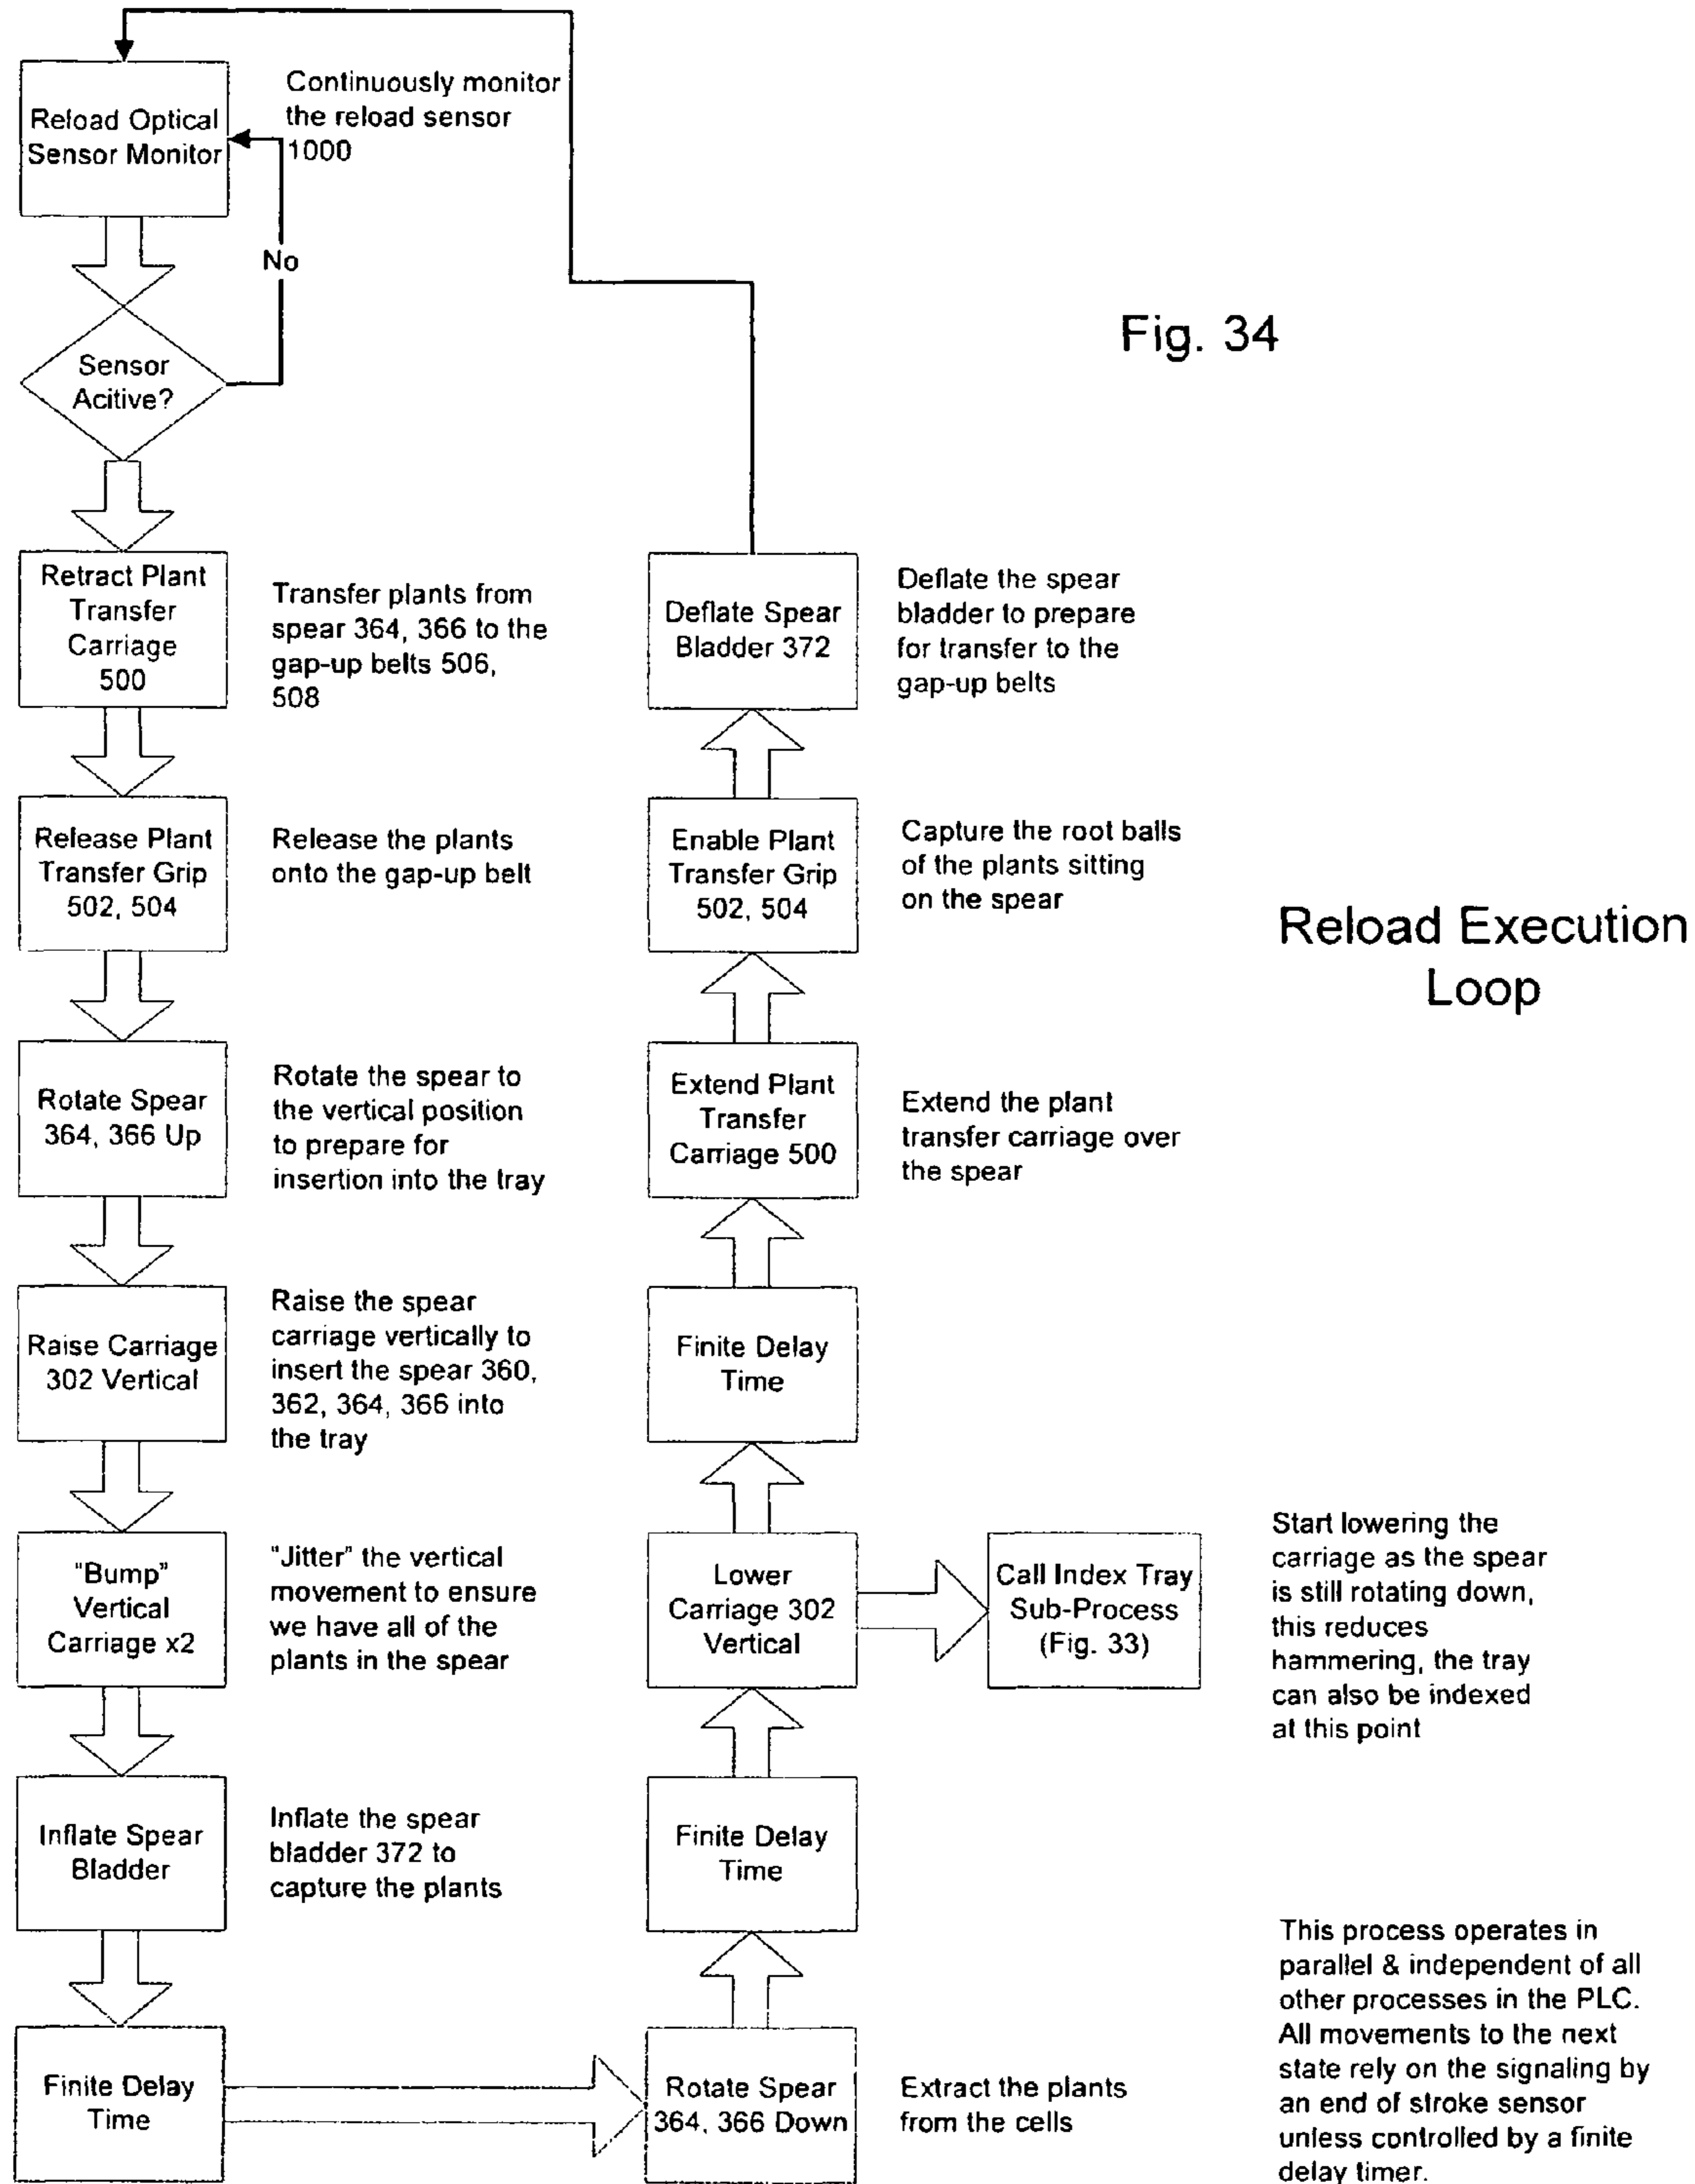 Reload Optical
Sensor Monitor
Continuously monitor
the reload sensor
1000
No
Sensor
Acitive?
Fig. 34
Retract Plant
Transfer
Carriage
500
Transfer plants from
spear 364, 366 to the
gap-up belts 506,
508
Release Plant
Transfer Grip
502, 504
Release the plants
onto the gap-up belt
Rotate Spear
364, 366 Up
Rotate the spear to
the vertical position
to prepare for
insertion into the tray
Raise Carriage
302 Vertical
Raise the spear
carriage vertically to
insert the spear 360,
362, 364, 366 into
the tray
"Bump"
Vertical
Carriage x2
"Jitter" the vertical
movement to ensure
we have all of the
plants in the spear
Inflate Spear
Bladder
Inflate the spear
bladder 372 to
capture the plants
Finite Delay
Time
Rotate Spear
364, 366 Down
Extract the plants
from the cells
Finite Delay
Time
Lower
Carriage 302
Vertical
Call Index Tray
Sub-Process
(Fig. 33)
Start lowering the
carriage as the spear
is still rotating down,
this reduces
hammering, the tray
can also be indexed
at this point
Finite Delay
Time
Extend Plant
Transfer
Carriage 500
Extend the plant
transfer carriage over
the spear
Enable Plant
Transfer Grip
502, 504
Capture the root balls
of the plants sitting
on the spear
Deflate Spear
Bladder 372
Deflate the spear
bladder to prepare
for transfer to the
gap-up belts
Reload Execution
Loop
This process operates in
parallel & independent of all
other processes in the PLC.
All movements to the next
state rely on the signaling by
an end of stroke sensor
unless controlled by a finite
delay timer.